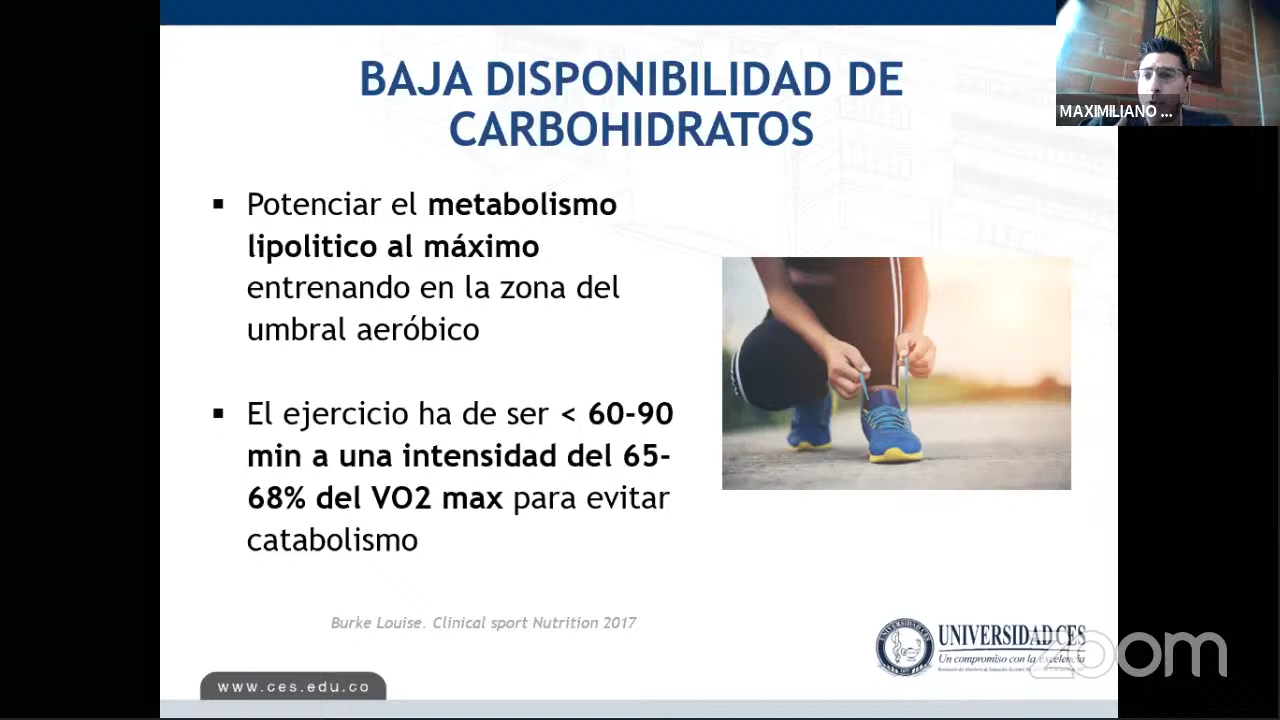 BAJA DISPONIBILIDAD DE
CARBOHIDRATOS
MAXIMILIANO ...
▪ Potenciar el metabolismo
lipolitico al máximo
entrenando en la zona del
umbral aeróbico
▪ El ejercicio ha de ser < 60-90
min a una intensidad del 65-
68% del VO2 max para evitar
catabolismo
Burke Louise. Clinical sport Nutrition 2017
UNIVERSIDAD CES
Un compromiso con la excelencia
zoom
www.ces.edu.co